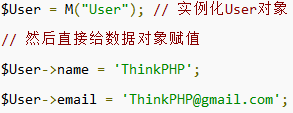 $User = M("User"); // 实例化User对象
// 然后直接给数据对象赋值
$User->name = 'ThinkPHP';
$User->email = 'ThinkPHP@gmail.com';